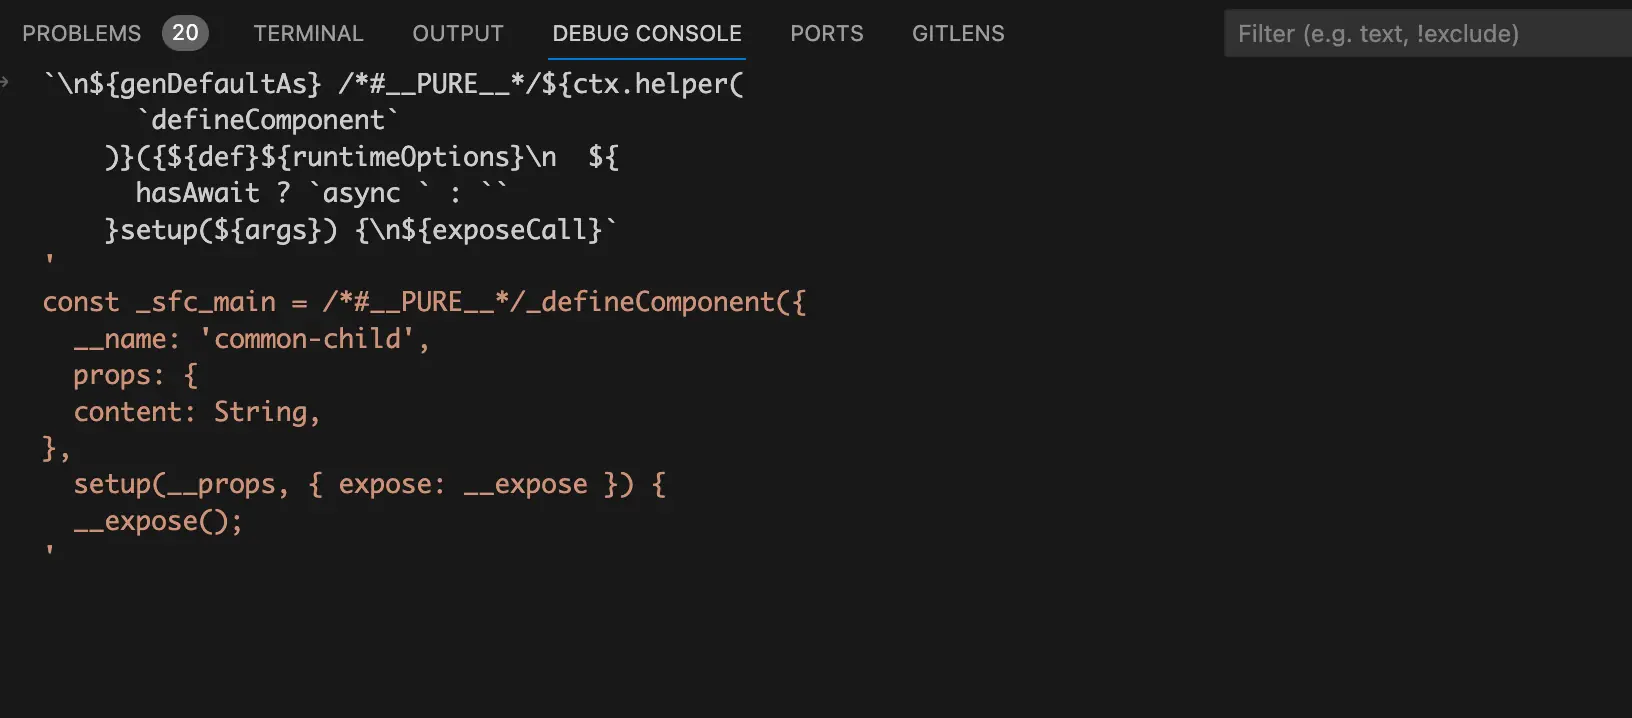 PROBLEMS 20 TERMINAL OUTPUT DEBUG CONSOLE PORTS GITLENS Filter (e.g. text, !exclude)
`\n${genDefaultAs} /*#__PURE__*/${ctx.helper(
      `defineComponent`
    )}({${def}${runtimeOptions}\n  ${
      hasAwait ? `async ` : ``
    }setup(${args}) {\n${exposeCall}`
'
const _sfc_main = /*#__PURE__*/_defineComponent({
  __name: 'common-child',
  props: {
  content: String,
},
  setup(__props, { expose: __expose }) {
  __expose();
'